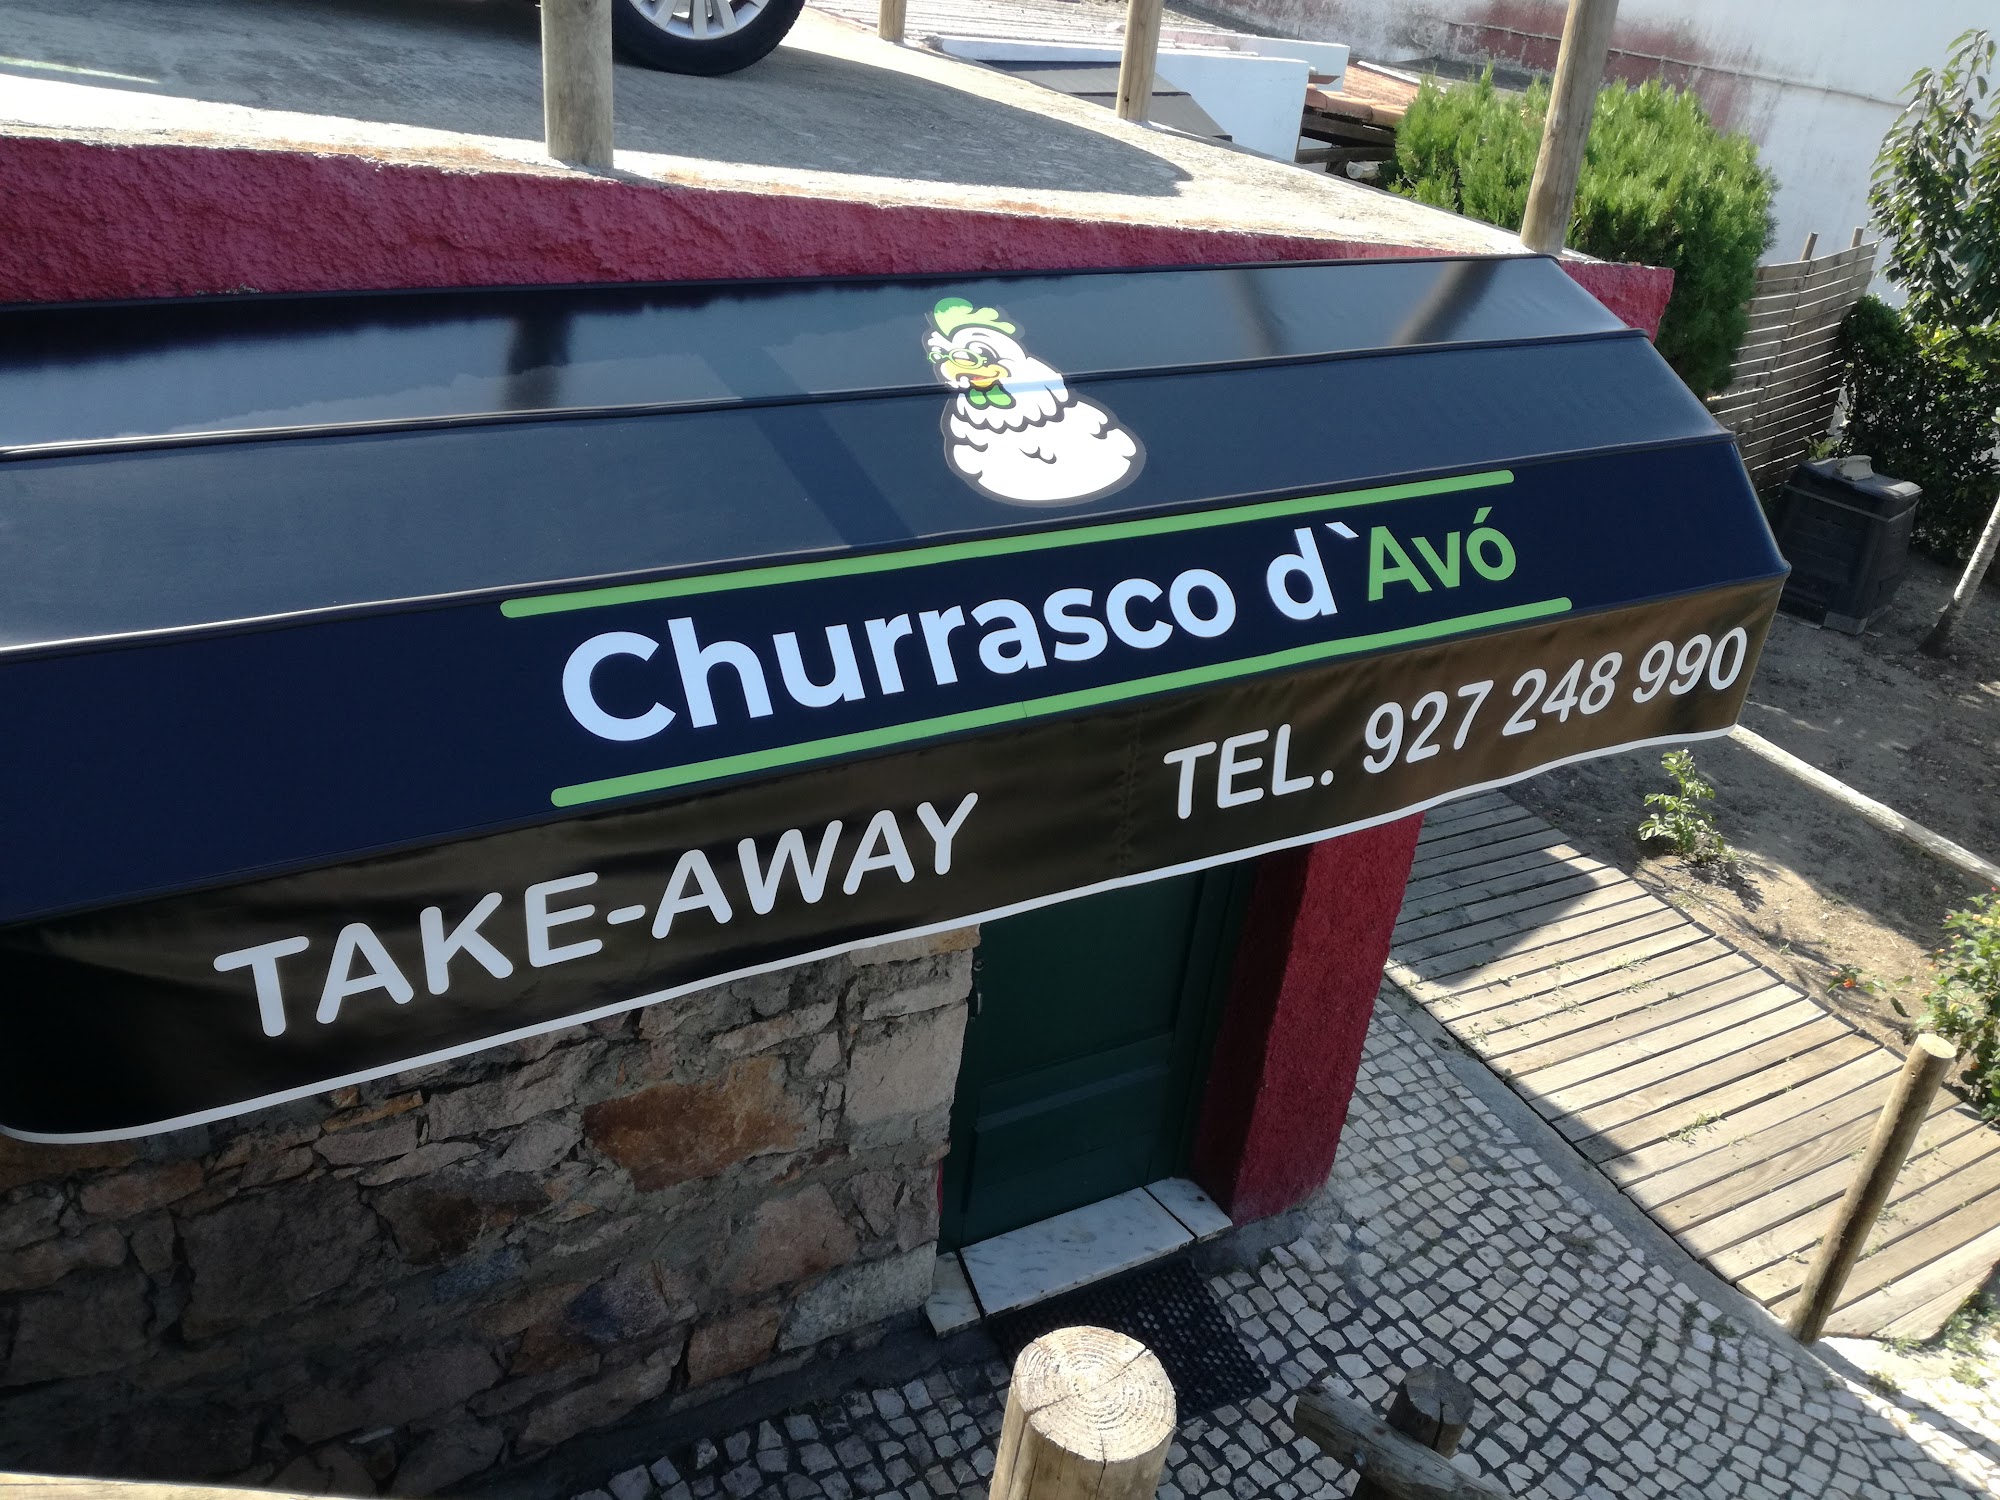 Churrasco d`Avó
TAKE-AWAY TEL. 927 248 990